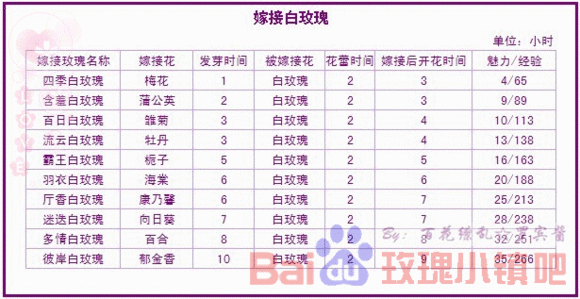 嫁接白玫瑰
单位：小时
嫁接玫瑰名称 嫁接花 发芽时间 被嫁接花 花蕾时间 嫁接后开花时间 魅力/经验
四季白玫瑰 梅花 1 白玫瑰 2 3 4/65
含羞白玫瑰 蒲公英 2 白玫瑰 2 3 9/89
百日白玫瑰 雏菊 3 白玫瑰 2 4 10/113
流云白玫瑰 牡丹 3 白玫瑰 2 4 13/138
霸王白玫瑰 栀子 5 白玫瑰 2 5 16/163
羽衣白玫瑰 海棠 6 白玫瑰 2 6 20/188
厅香白玫瑰 康乃馨 6 白玫瑰 2 7 25/213
迷迭白玫瑰 向日葵 7 白玫瑰 2 7 28/238
多情白玫瑰 百合 8 白玫瑰 2 8 32/251
彼岸白玫瑰 郁金香 10 白玫瑰 2 9 35/266
By：百花缭乱
Bai du 玫瑰小镇吧